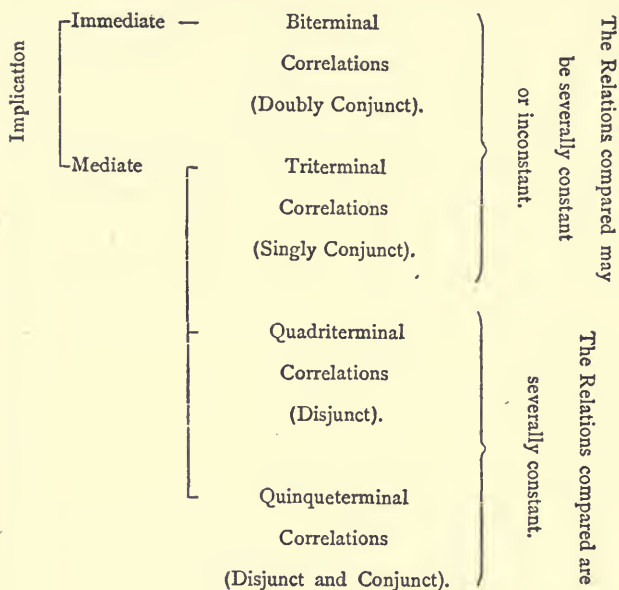 Implication
Immediate —
Biterminal
Correlations
(Doubly Conjunct).
Mediate
Triterminal
Correlations
(Singly Conjunct).
Quadriterminal
Correlations
(Disjunct).
Quinqueterminal
Correlations
(Disjunct and Conjunct).
The Relations compared may
be severally constant
or inconstant.
The Relations compared are
severally constant.